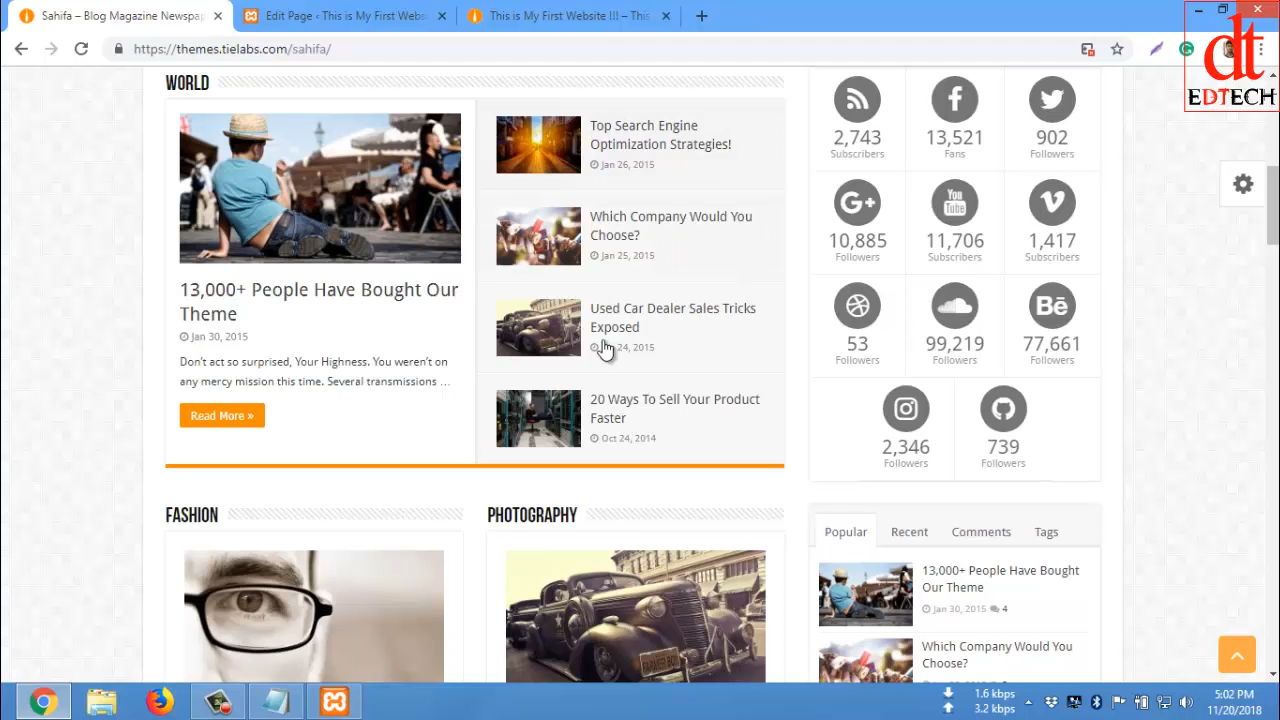 Sahifa – Blog Magazine Newspap
Edit Page ‹ This is My First Webs
This is My First Website !!! – This
https://themes.tielabs.com/sahifa/
dt
EDTECH
WORLD
13,000+ People Have Bought Our
Theme
Jan 30, 2015
Don't act so surprised, Your Highness. You weren't on
any mercy mission this time. Several transmissions …
Read More »
Top Search Engine
Optimization Strategies!
Jan 26, 2015
Which Company Would You
Choose?
Jan 25, 2015
Used Car Dealer Sales Tricks
Exposed
24, 2015
20 Ways To Sell Your Product
Faster
Oct 24, 2014
2,743
Subscribers
13,521
Fans
902
Followers
G+
10,885
Followers
You
Tube
11,706
Subscribers
1,417
Subscribers
53
Followers
99,219
Followers
Bē
77,661
Followers
2,346
Followers
739
Followers
FASHION
PHOTOGRAPHY
Popular
Recent
Comments
Tags
13,000+ People Have Bought
Our Theme
Jan 30, 2015
4
Which Company Would You
Choose?
1.6 kbps
3.2 kbps
5:02 PM
11/20/2018